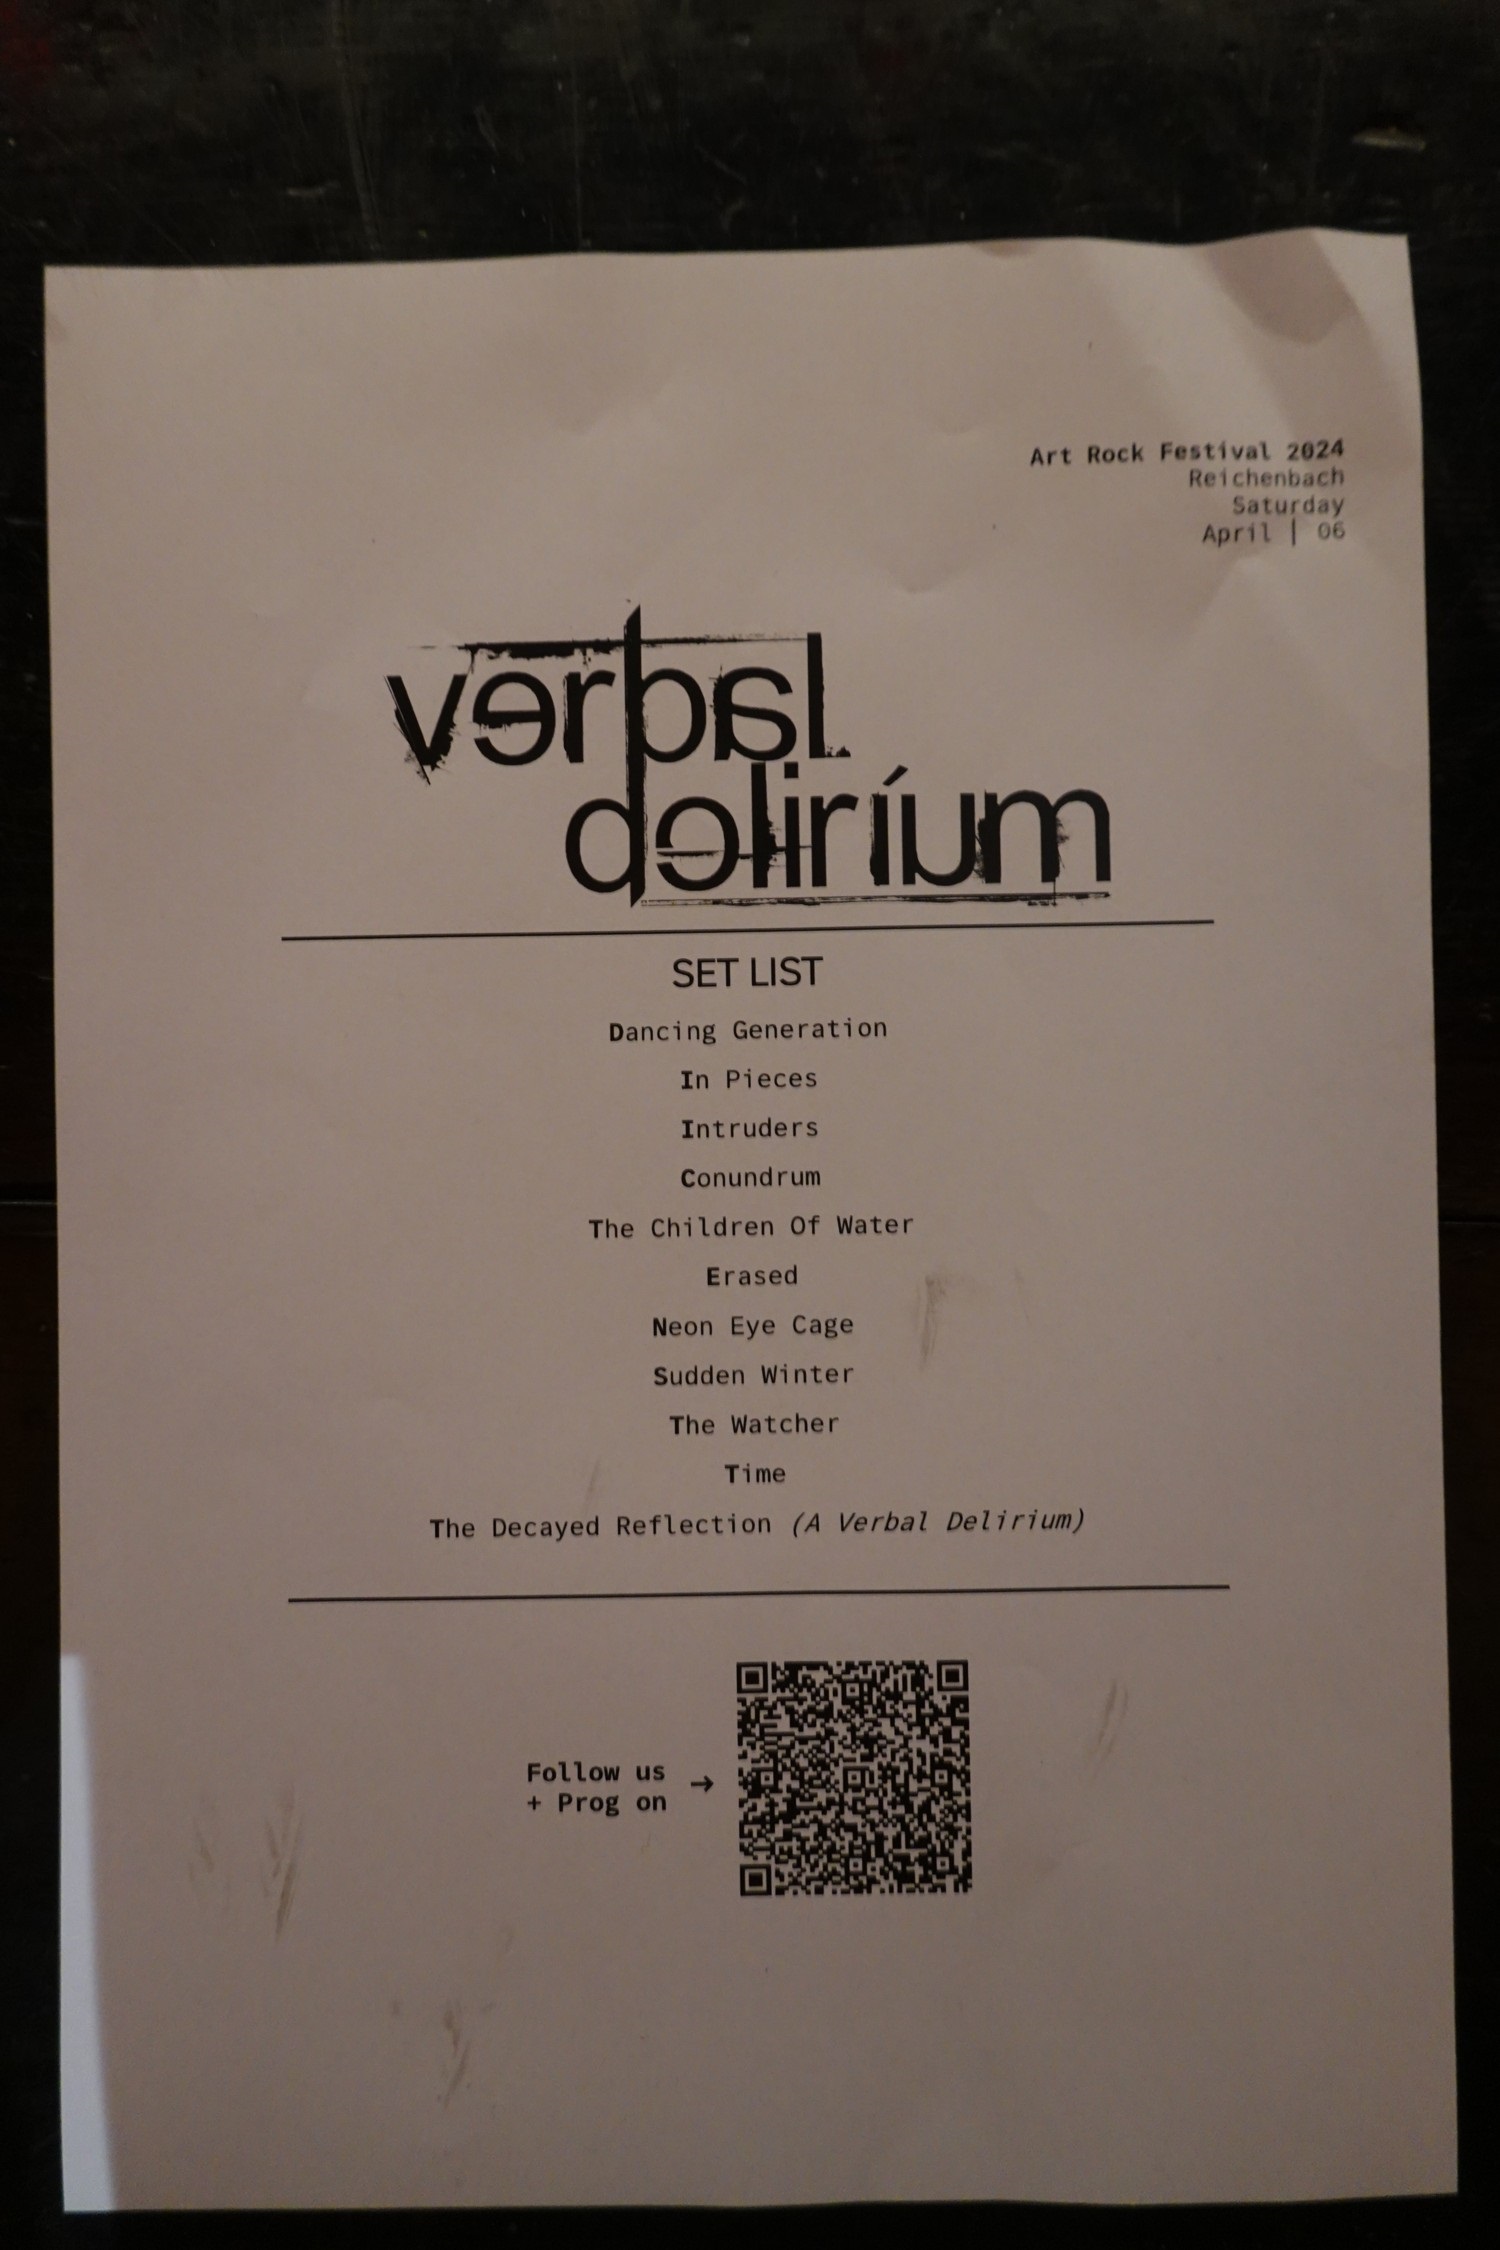 Art Rock Festival 2024
Reichenbach
Saturday
April | 06
verbal
deliríum
SET LIST
Dancing Generation
In Pieces
Intruders
Conundrum
The Children Of Water
Erased
Neon Eye Cage
Sudden Winter
The Watcher
Time
The Decayed Reflection (A Verbal Delirium)
Follow us →
+ Prog on